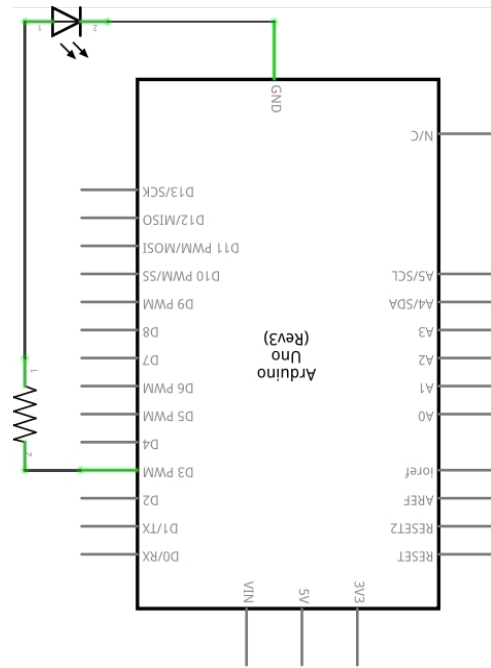 1
2
GND
N/C
D13/SCK
D12/MISO
D11 PWM/MOSI
D10 PWM/SS
D9 PWM
D8
D7
D6 PWM
D5 PWM
D4
D3 PWM
D2
D1/TX
D0/RX
A5/SCL
A4/SDA
A3
A2
A1
A0
ioref
AREF
RESET2
RESET
Arduino
Uno
(Rev3)
1
2
VIN
5V
3V3